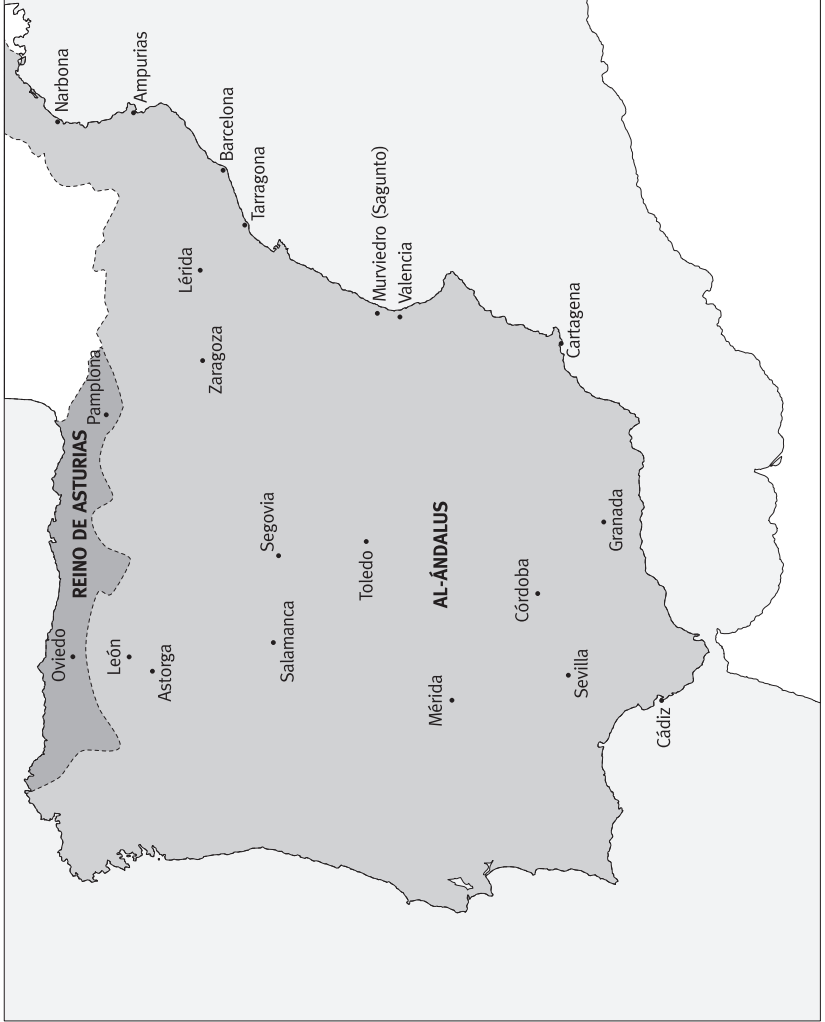 Narbona
Ampurias
Barcelona
Tarragona
Lérida
Zaragoza
Pamplona
REINO DE ASTURIAS
Oviedo
León
Astorga
Segovia
Salamanca
Murviedro (Sagunto)
Valencia
Toledo
AL-ÁNDALUS
Mérida
Córdoba
Sevilla
Cartagena
Granada
Cádiz